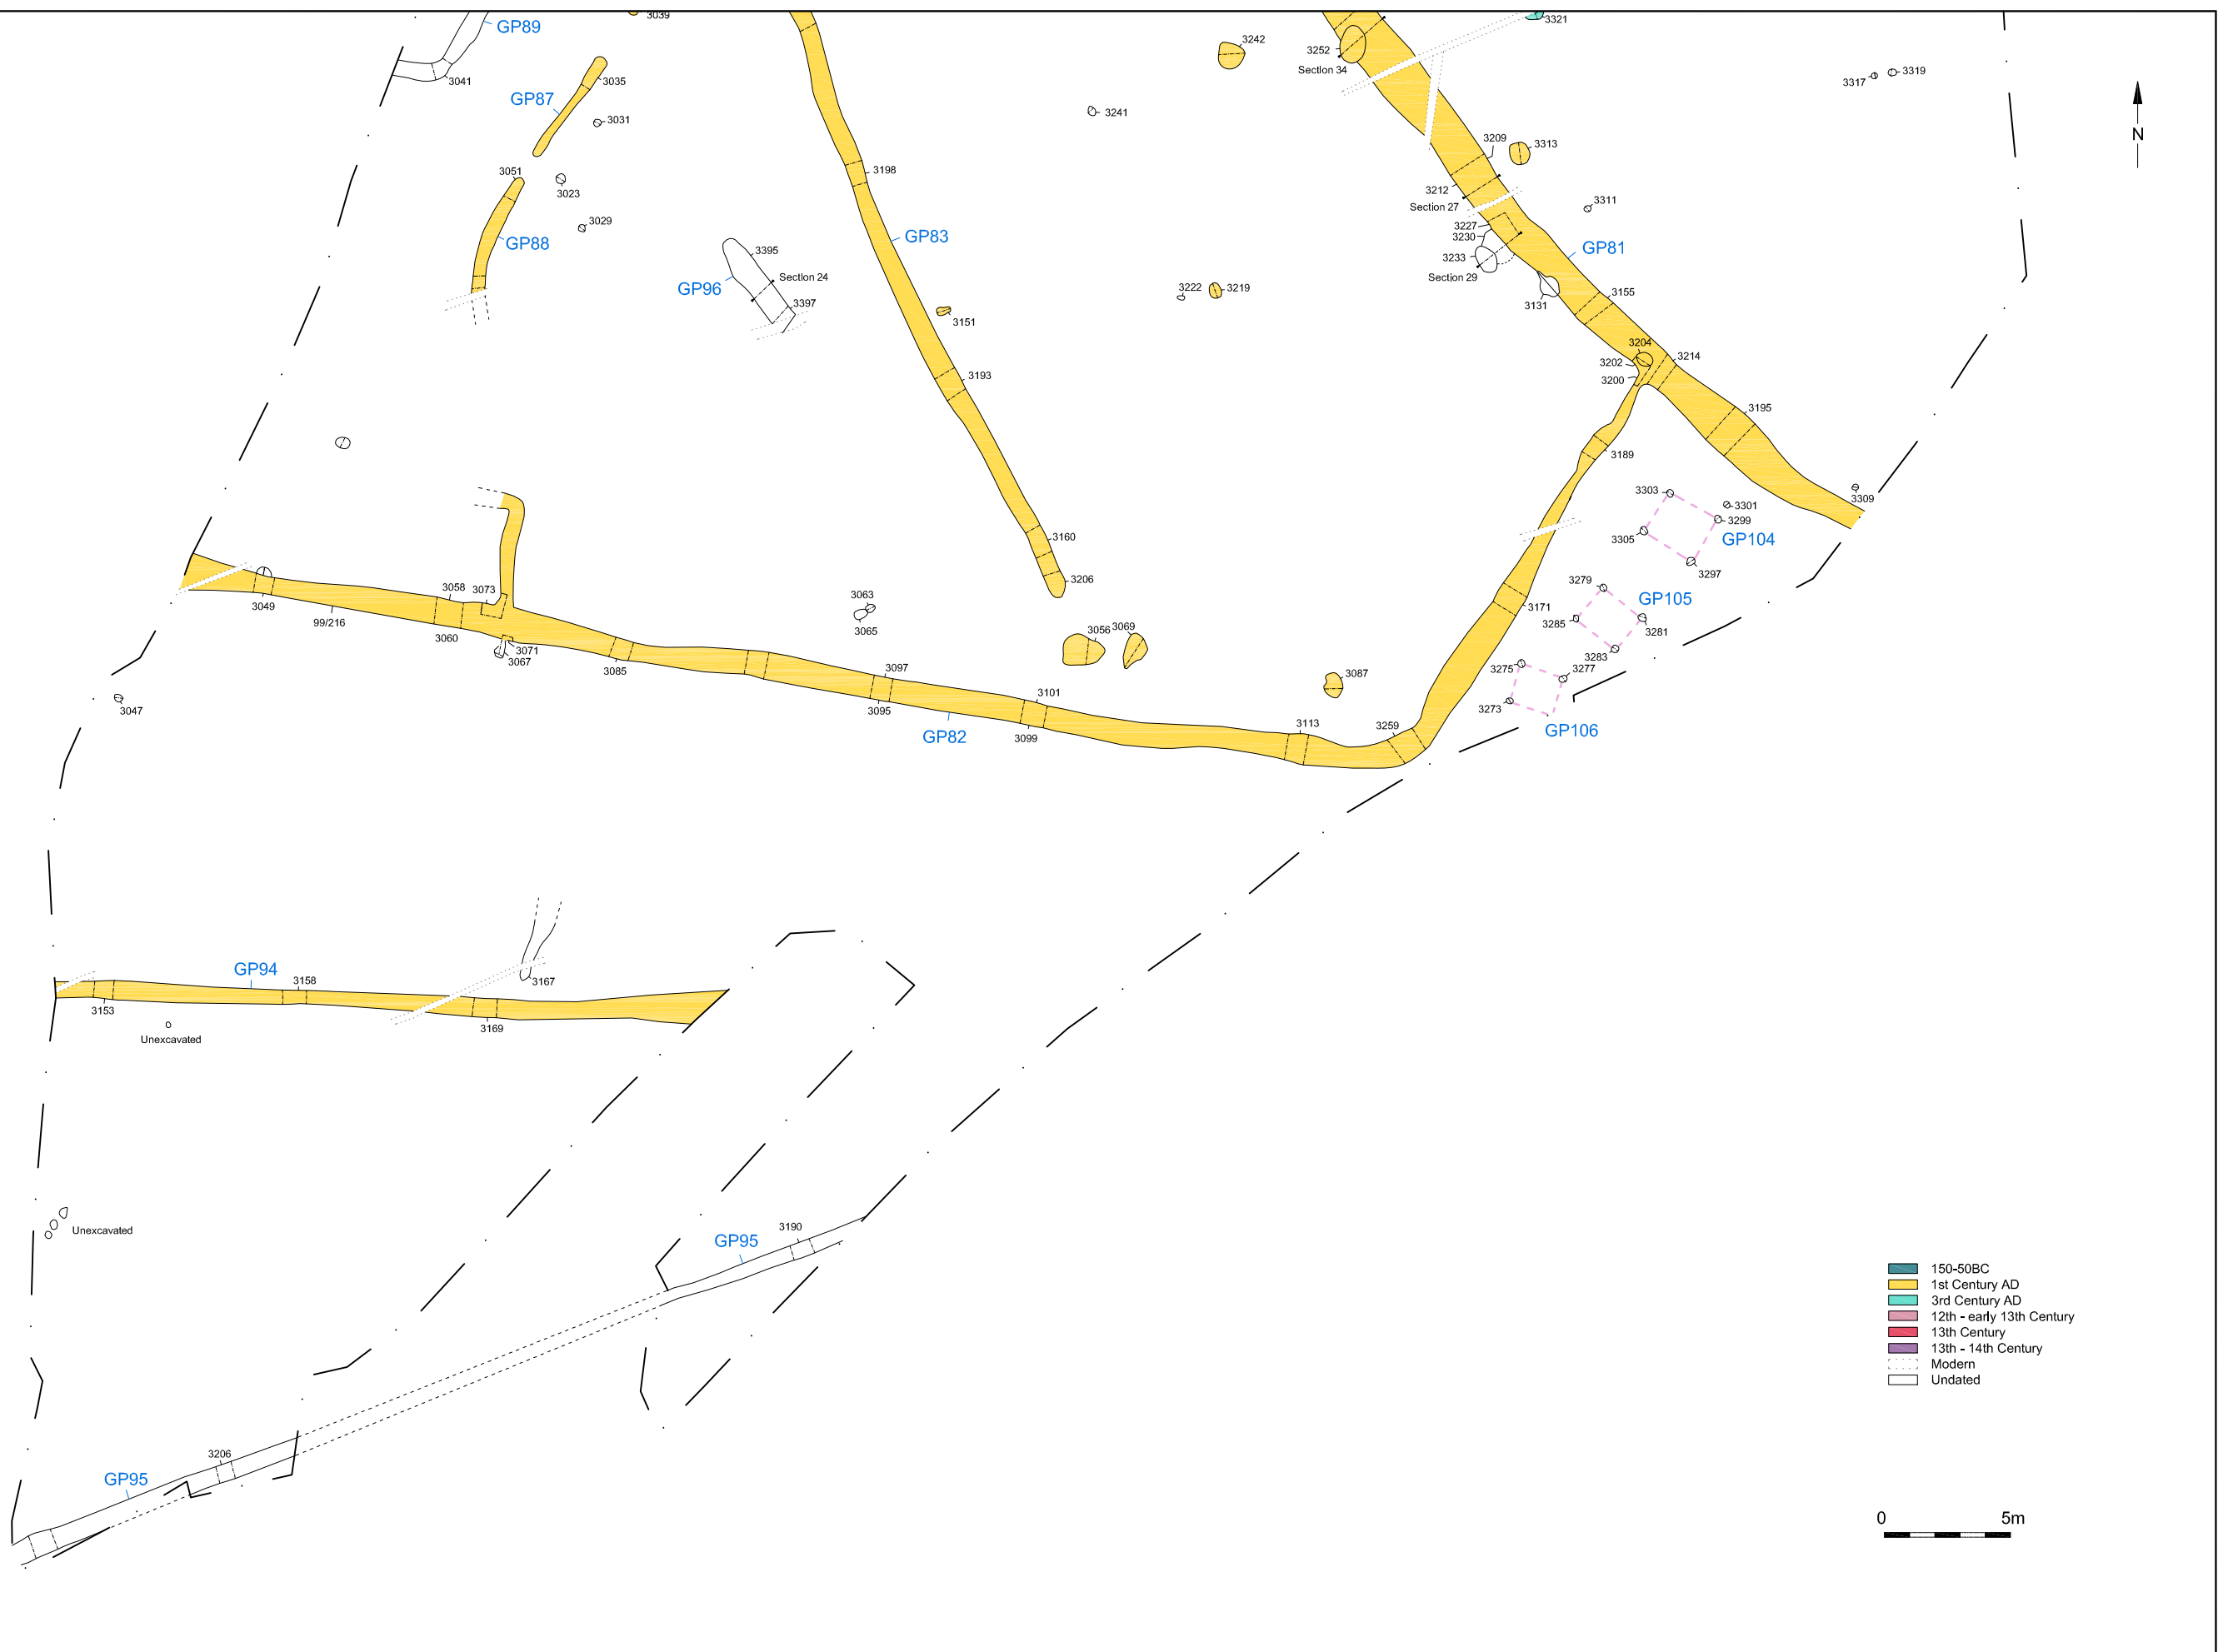 GP89
3039
3321
3242
3252
Section 34
3041
3035
GP87
3031
3241
3317
3319
N
3209
3313
3051
3023
3198
3212
Section 27
3311
3029
GP88
GP83
3227
3230
3233
Section 29
GP81
3395
GP96
Section 24
3397
3222
3219
3155
3131
3151
3204
3202
3200
3214
3193
3195
3189
3303
3301
3299
3309
3305
GP104
3297
3160
3206
3279
GP105
3285
3281
3283
3171
3058
3073
3049
99/216
3060
3071
3067
3085
3063
3065
3056
3069
3275
3277
3273
GP106
3087
3097
3095
3101
3099
GP82
3113
3259
3047
GP94
3158
3167
3153
3169
Unexcavated
Unexcavated
3190
GP95
150-50BC
1st Century AD
3rd Century AD
12th - early 13th Century
13th Century
13th - 14th Century
Modern
Undated
3206
GP95
0
5m